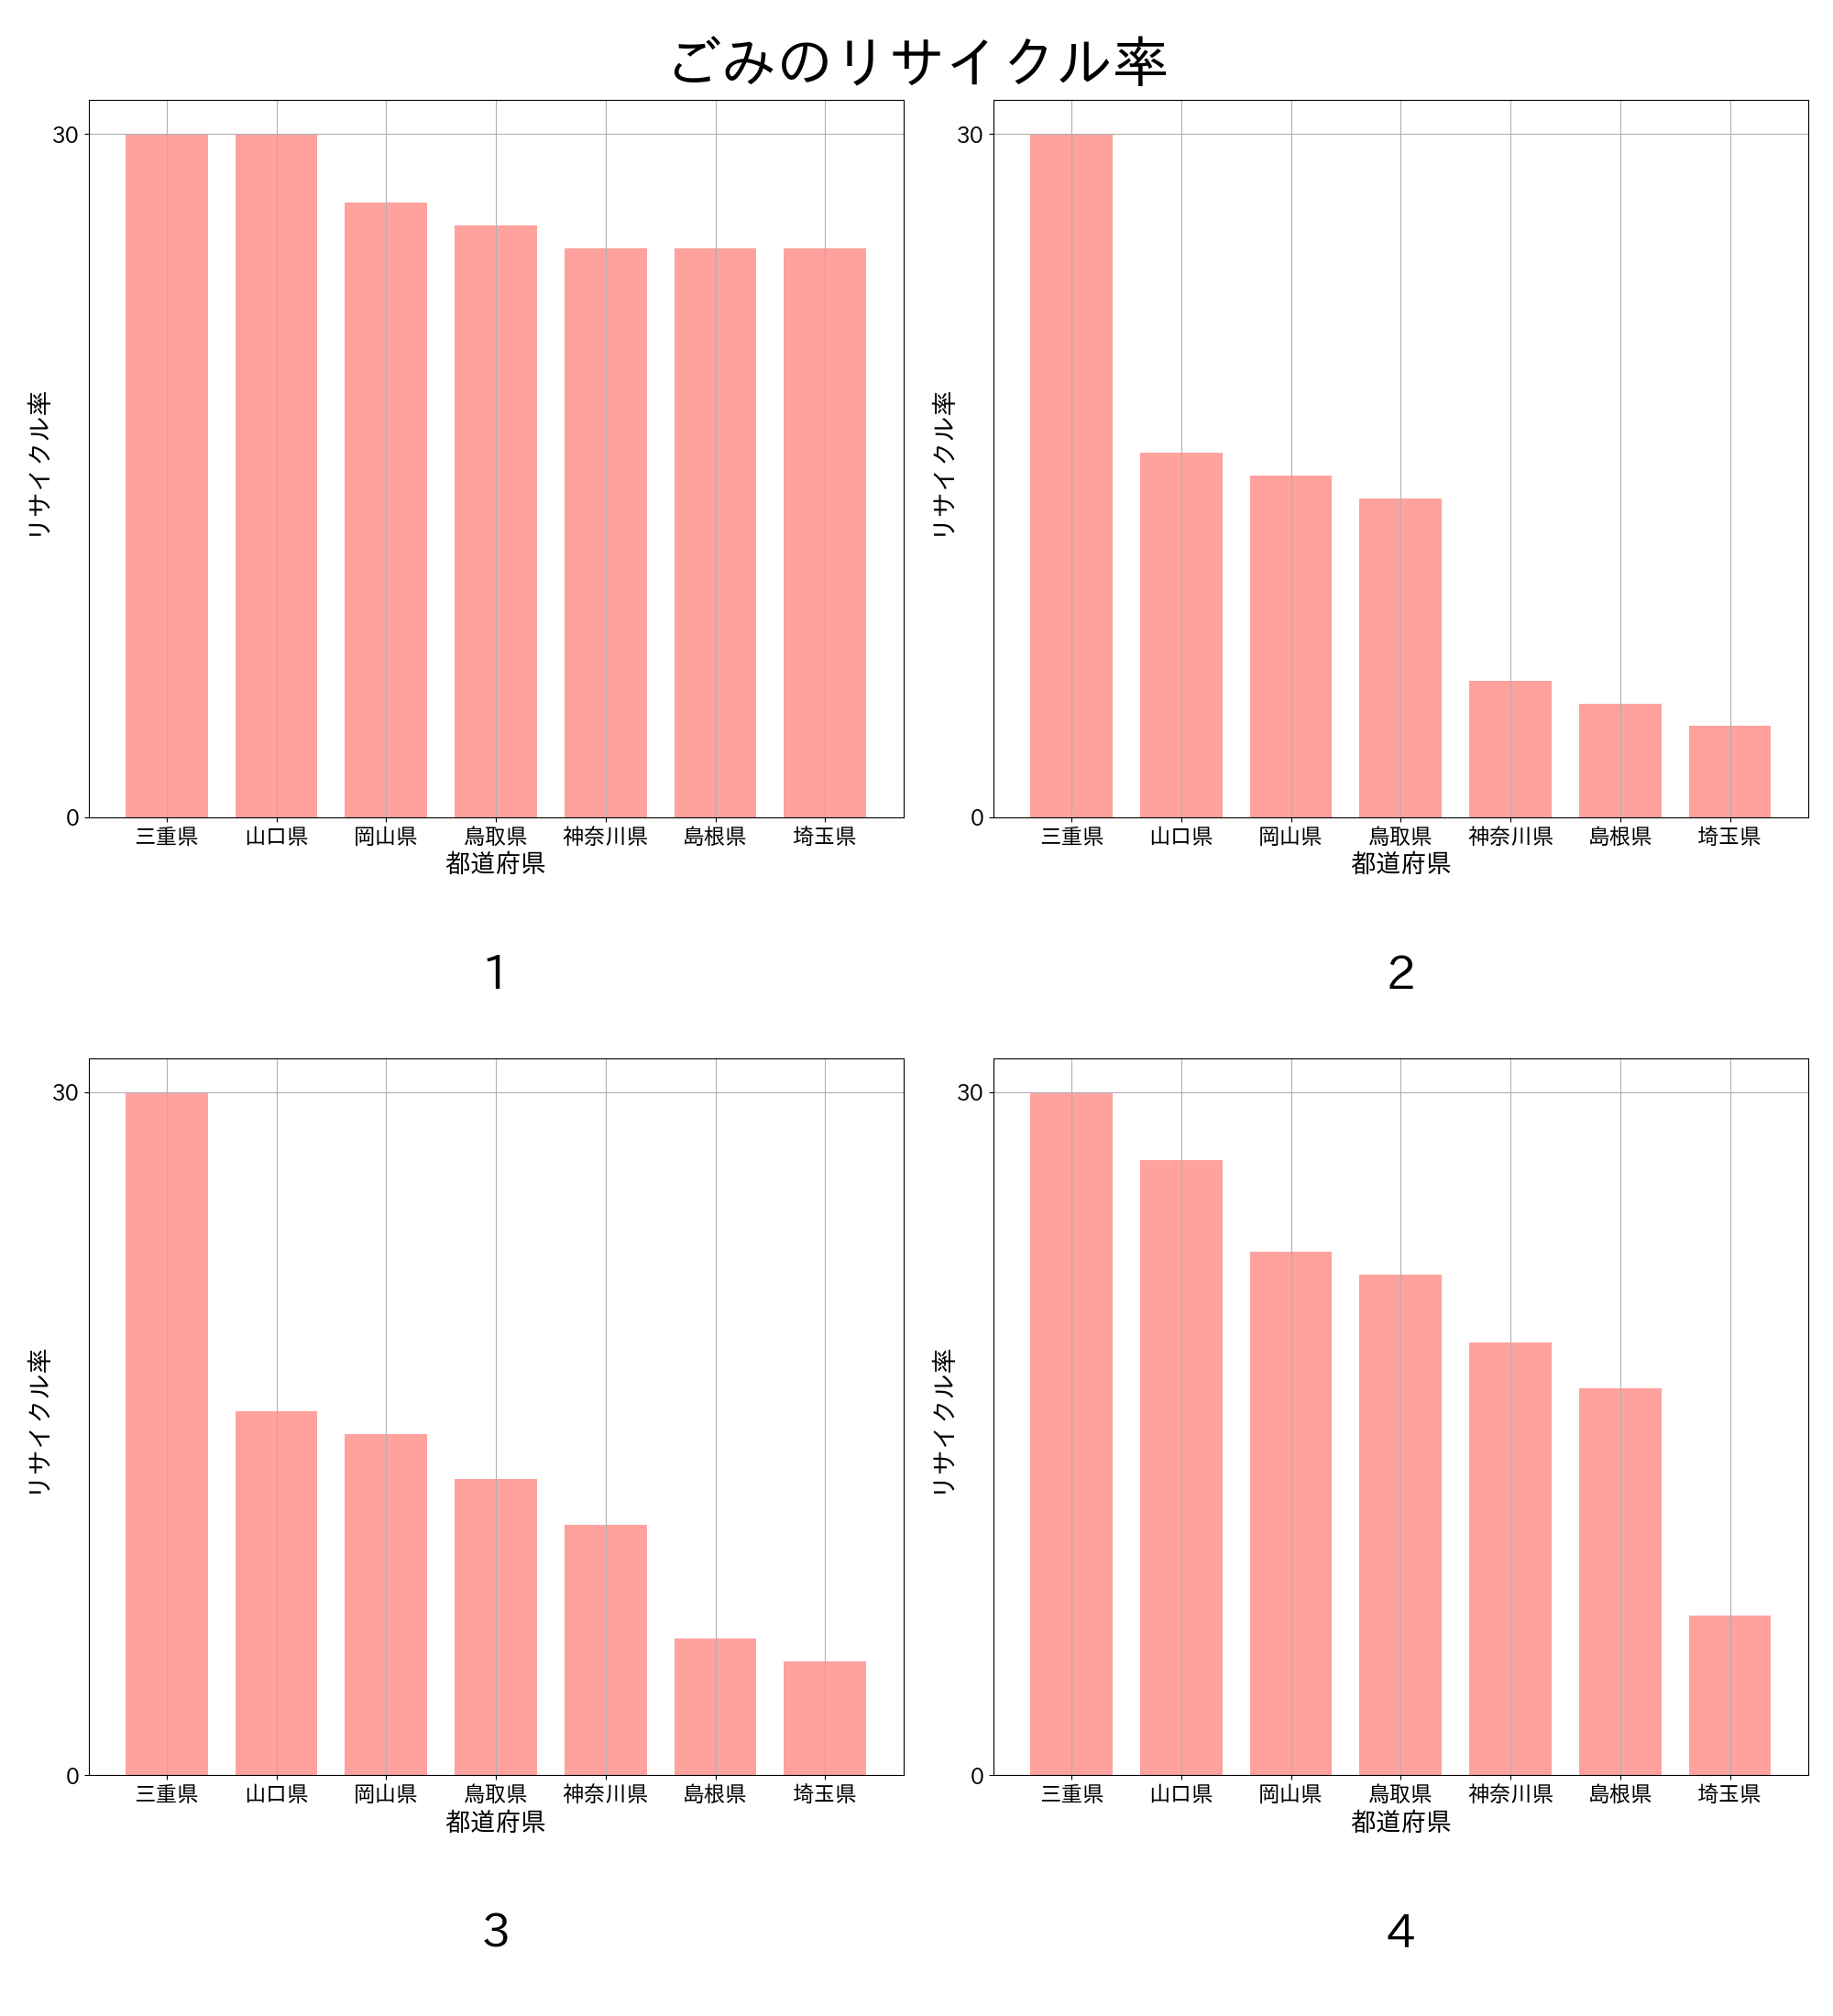 ごみのリサイクル率
30
0
リサイクル率
三重県 山口県 岡山県 鳥取県 神奈川県 島根県 埼玉県
都道府県
1
30
0
リサイクル率
三重県 山口県 岡山県 鳥取県 神奈川県 島根県 埼玉県
都道府県
2
30
0
リサイクル率
三重県 山口県 岡山県 鳥取県 神奈川県 島根県 埼玉県
都道府県
3
30
0
リサイクル率
三重県 山口県 岡山県 鳥取県 神奈川県 島根県 埼玉県
都道府県
4